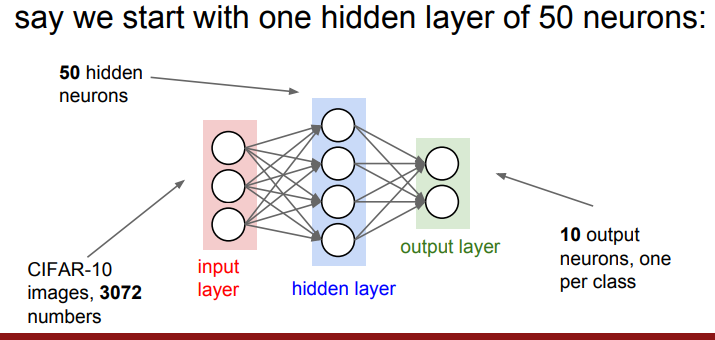 say we start with one hidden layer of 50 neurons:
50 hidden
neurons
CIFAR-10
images, 3072
numbers
input
layer
hidden layer
output layer
10 output
neurons, one
per class